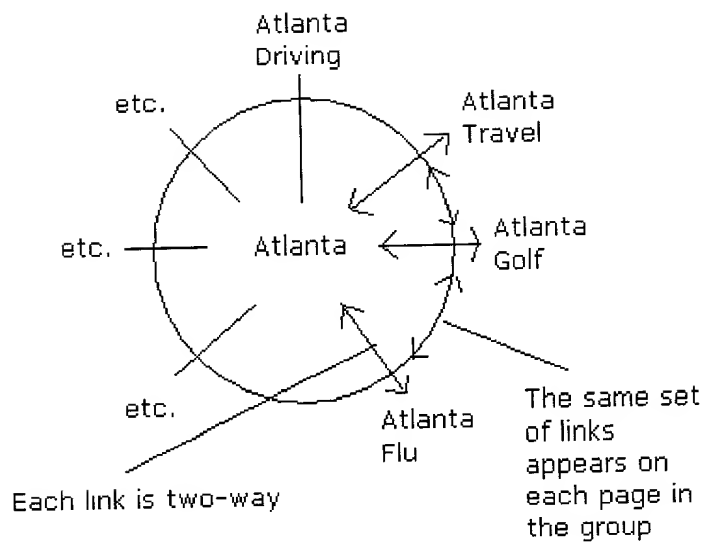 Atlanta
Driving
etc.
Atlanta
Travel
etc.
Atlanta
Atlanta
Golf
etc.
Atlanta
Flu
The same set
of links
appears on
each page in
the group
Each link is two-way